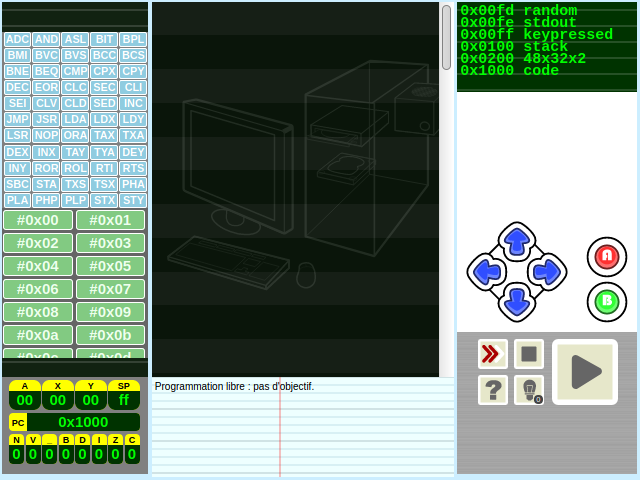 ADC AND ASL BIT BPL
BMI BVC BVS BCC BCS
BNE BEQ CMP CPX CPY
DEC EOR CLC SEC CLI
SEI CLV CLD SED INC
JMP JSR LDA LDX LDY
LSR NOP ORA TAX TXA
DEX INX TAY TYA DEY
INY ROR ROL RTI RTS
SBC STA TXS TSX PHA
PLA PHP PLP STX STY
#0x00 #0x01
#0x02 #0x03
#0x04 #0x05
#0x06 #0x07
#0x08 #0x09
#0x0a #0x0b
#0x0c #0x0d
A X Y SP
00 00 00 ff
PC 0x1000
N V _ B D I Z C
0 0 0 0 0 0 0 0
Programmation libre : pas d'objectif.
0x00fd random
0x00fe stdout
0x00ff keypressed
0x0100 stack
0x0200 48x32x2
0x1000 code
A
B
?
0